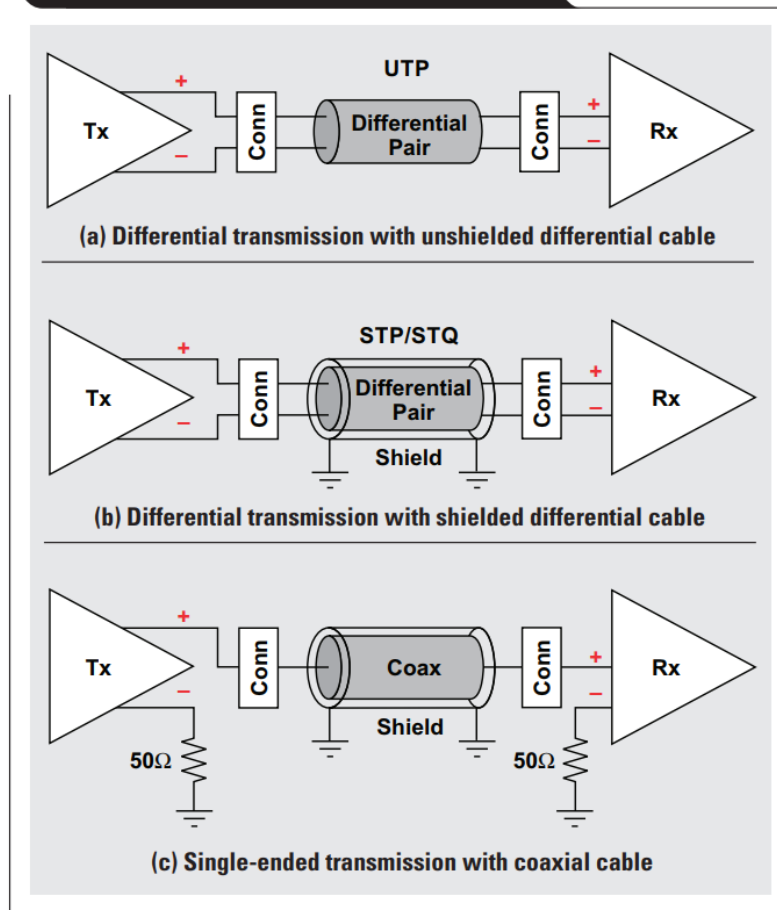 UTP
+
+
Tx
Conn
Differential
Pair
Conn
Rx
–
–
(a) Differential transmission with unshielded differential cable
STP/STQ
+
+
Tx
Conn
Differential
Pair
Conn
Rx
–
–
Shield
(b) Differential transmission with shielded differential cable
+
+
Tx
Conn
Coax
Conn
Rx
–
–
Shield
50Ω
50Ω
(c) Single-ended transmission with coaxial cable